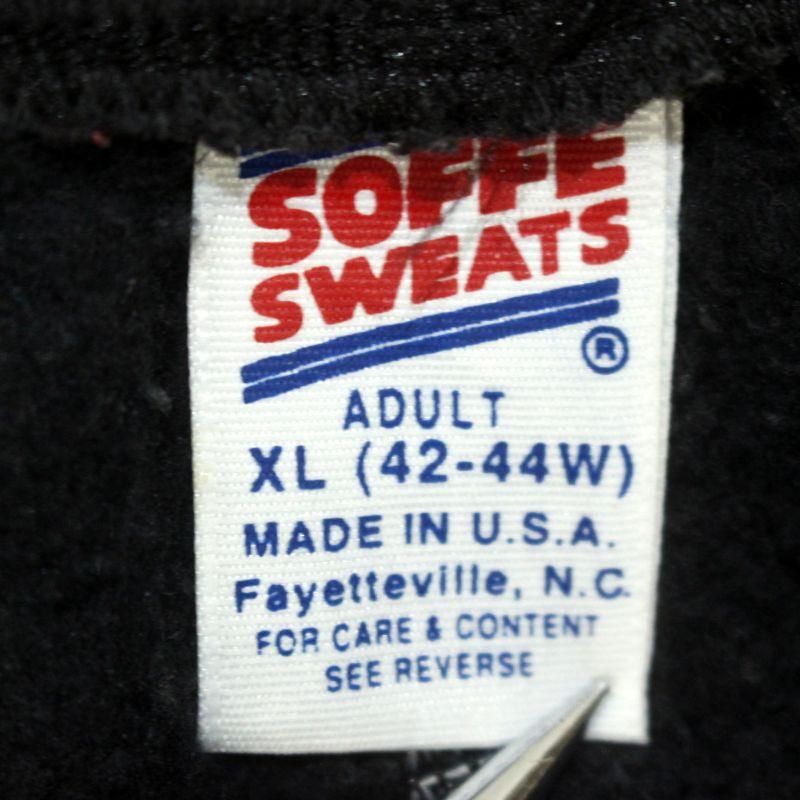 SOFFE
SWEATS
®
ADULT
XL (42-44W)
MADE IN U.S.A.
Fayetteville, N.C.
FOR CARE & CONTENT
SEE REVERSE